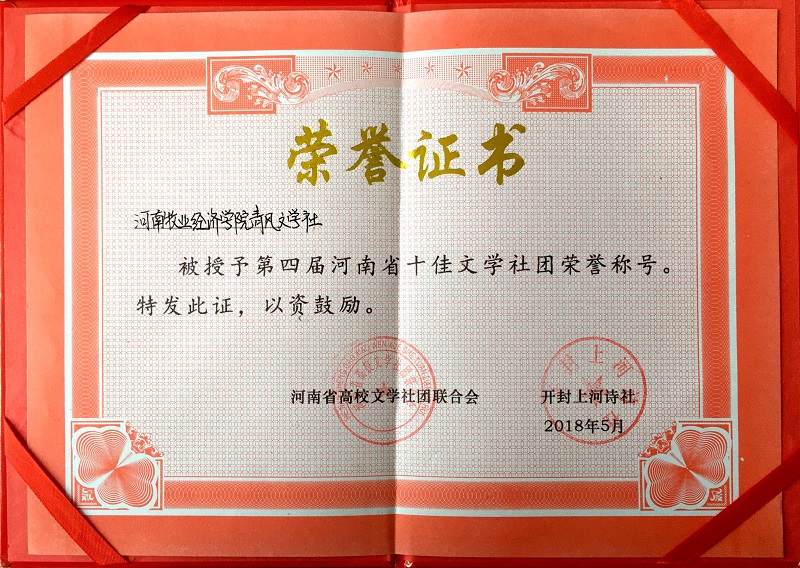 荣誉证书
河南牧业经济学院青风文学社
被授予第四届河南省十佳文学社团荣誉称号。
特发此证，以资鼓励。
河南省高校文学社团联合会
开封上河诗社
2018年5月